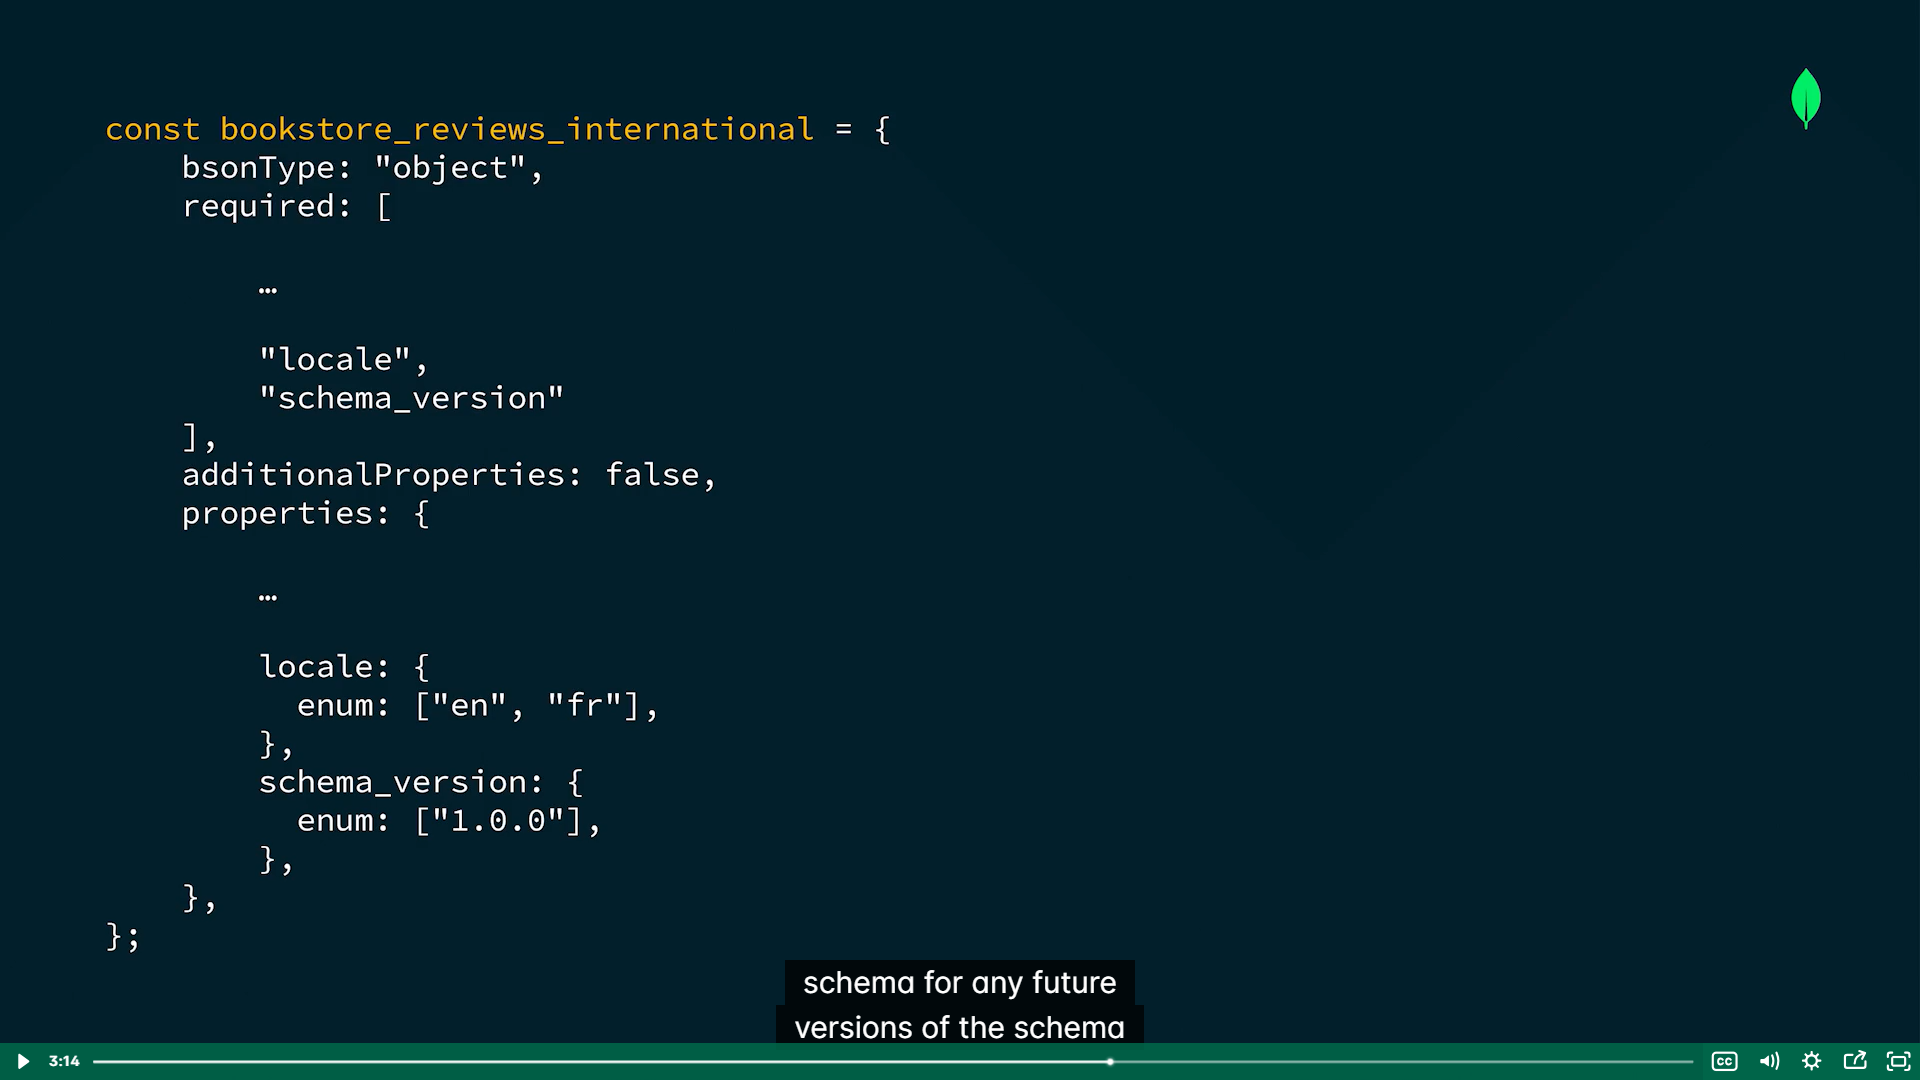 const bookstore_reviews_international = {
bsonType: "object",
required: [
…
"locale",
"schema_version"
],
additionalProperties: false,
properties: {
…
locale: {
enum: ["en", "fr"],
},
schema_version: {
enum: ["1.0.0"],
},
},
};
schema for any future
versions of the schema
3:14
CC